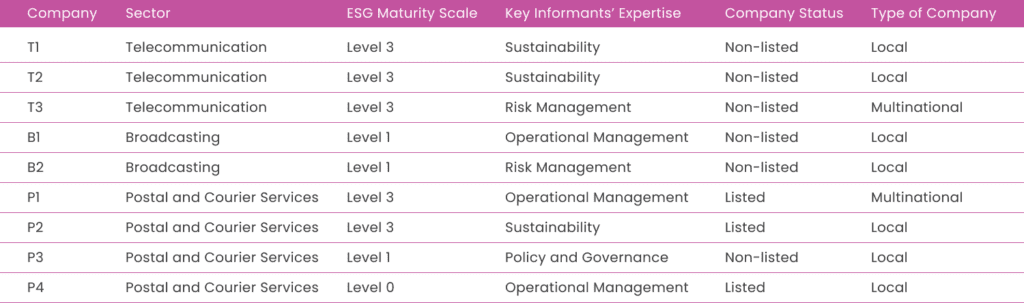 Company Sector ESG Maturity Scale Key Informants’ Expertise Company Status Type of Company
T1 Telecommunication Level 3 Sustainability Non-listed Local
T2 Telecommunication Level 3 Sustainability Non-listed Local
T3 Telecommunication Level 3 Risk Management Non-listed Multinational
B1 Broadcasting Level 1 Operational Management Non-listed Local
B2 Broadcasting Level 1 Risk Management Non-listed Local
P1 Postal and Courier Services Level 3 Operational Management Listed Multinational
P2 Postal and Courier Services Level 3 Sustainability Listed Local
P3 Postal and Courier Services Level 1 Policy and Governance Non-listed Local
P4 Postal and Courier Services Level 0 Operational Management Listed Local